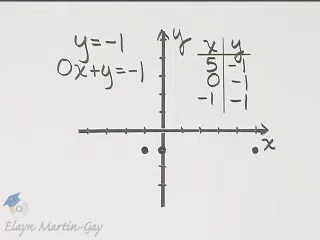 y = -1
0x + y = -1
y
x y
5 -1
0 -1
-1 -1
x
Elayn Martin-Gay